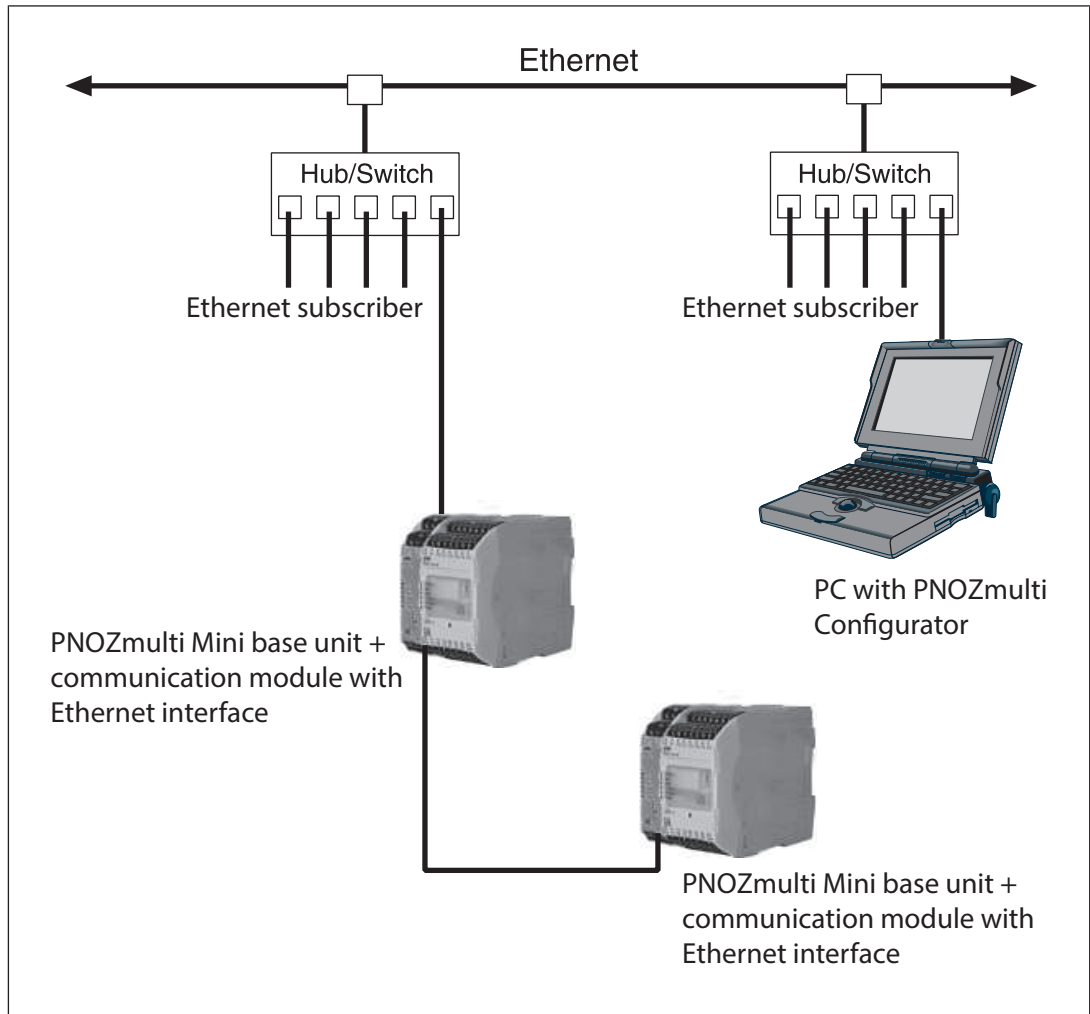 Ethernet
Hub/Switch
Hub/Switch
Ethernet subscriber
Ethernet subscriber
PC with PNOZmulti
Configurator
PNOZmulti Mini base unit +
communication module with
Ethernet interface
PNOZmulti Mini base unit +
communication module with
Ethernet interface